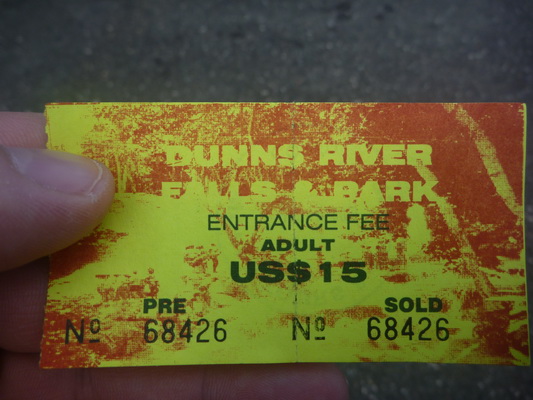 DUNNS RIVER
FALLS & PARK
ENTRANCE FEE
ADULT
US$15
PRE SOLD
Nº 68426 Nº 68426